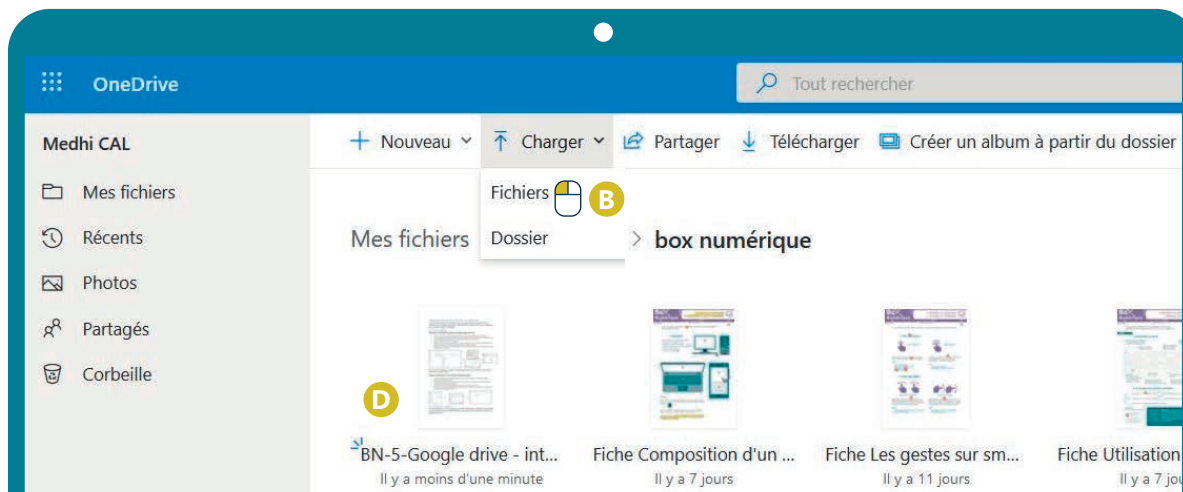 OneDrive
Tout rechercher
Medhi CAL
Mes fichiers
Récents
Photos
Partagés
Corbeille
Nouveau Charger Partager Télécharger Créer un album à partir du dossier
Fichiers B
Dossier
Mes fichiers > box numérique
D
BN-5-Google drive - int... Fiche Composition d'un ... Fiche Les gestes sur sm... Fiche Utilisation
Il y a moins d'une minute Il y a 7 jours Il y a 11 jours Il y a 7 jou